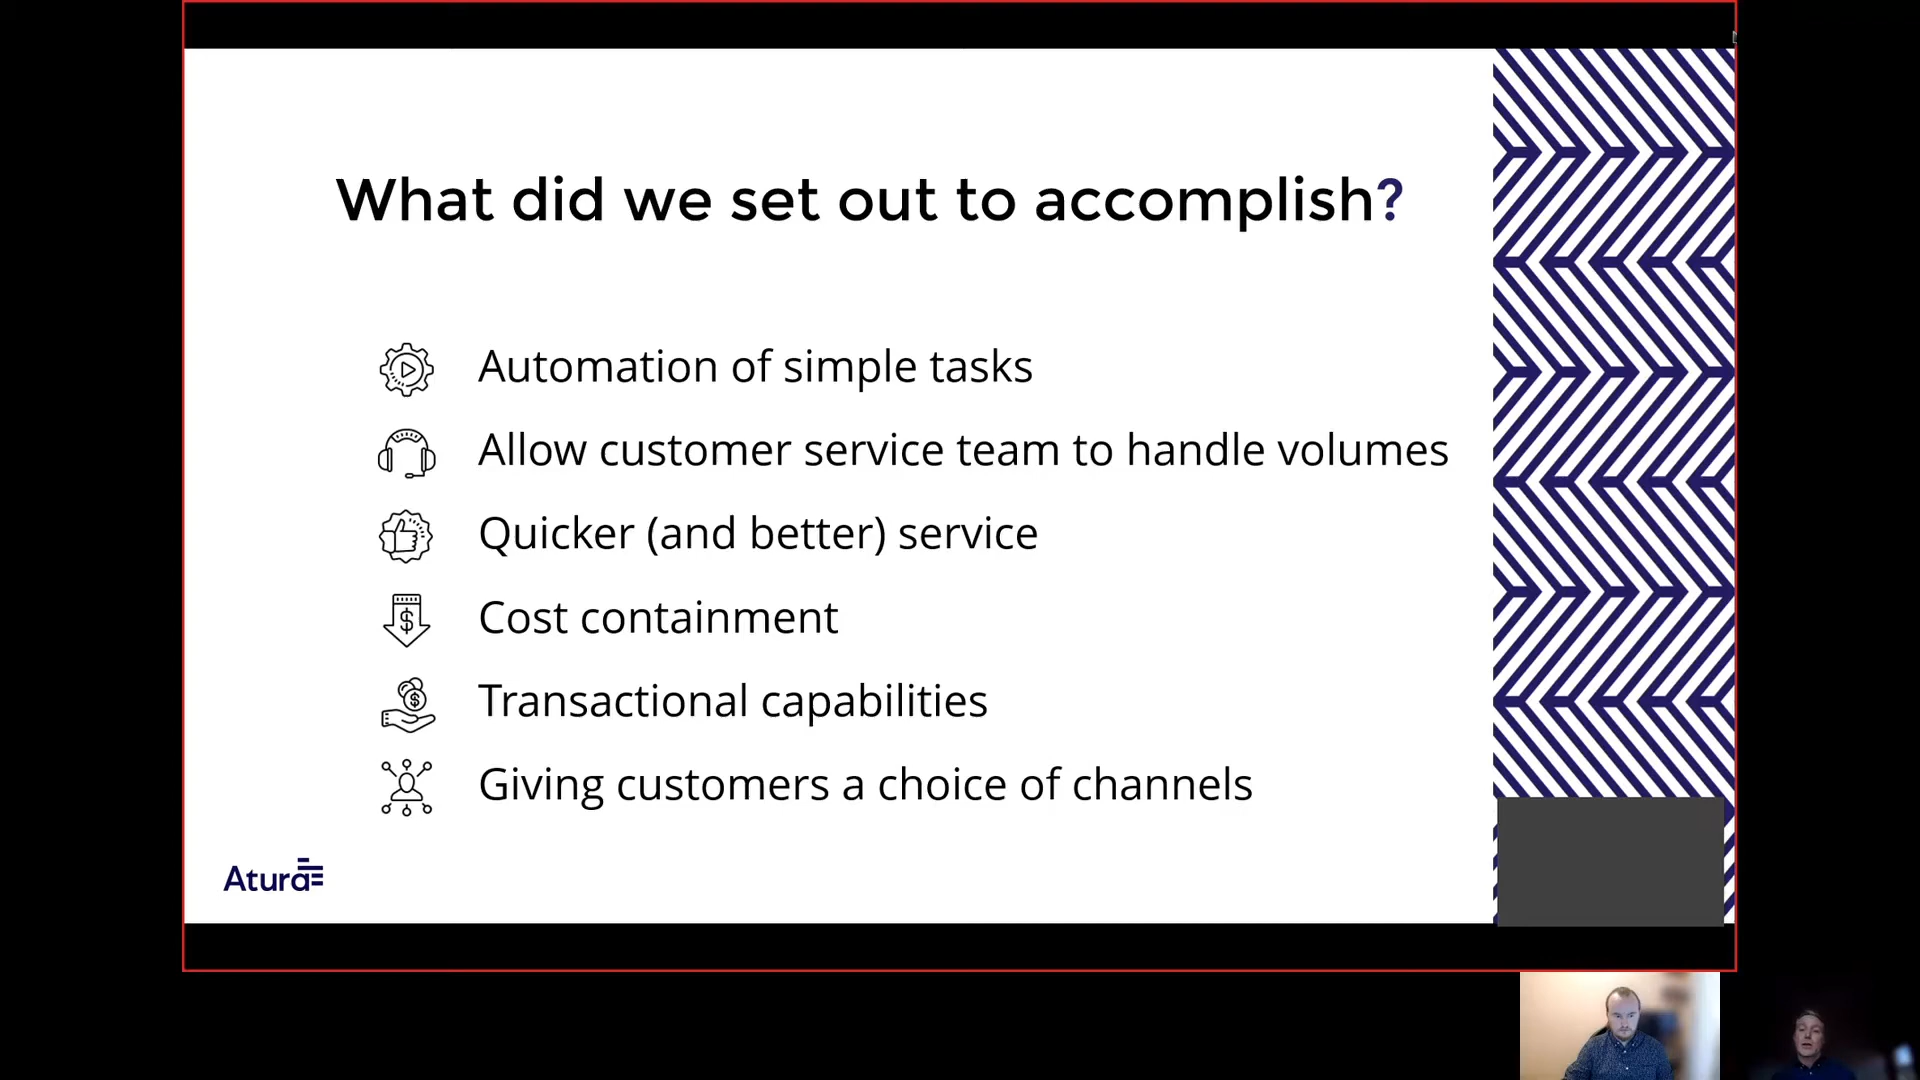 What did we set out to accomplish?
Automation of simple tasks
Allow customer service team to handle volumes
Quicker (and better) service
Cost containment
Transactional capabilities
Giving customers a choice of channels
Atura